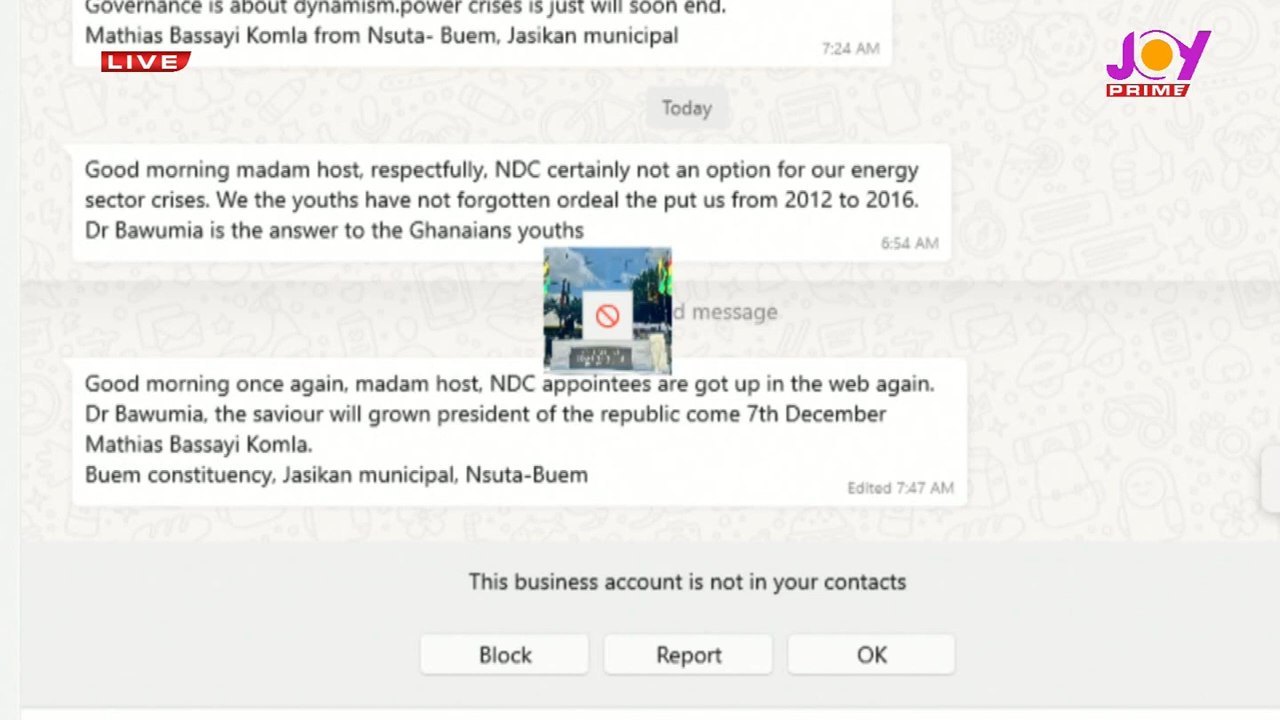 Governance is about dynamism.power crises is just will soon end.
Mathias Bassayi Komla from Nsuta- Buem, Jasikan municipal
7:24 AM
LIVE
JOY
PRIME
Today
Good morning madam host, respectfully, NDC certainly not an option for our energy
sector crises. We the youths have not forgotten ordeal the put us from 2012 to 2016.
Dr Bawumia is the answer to the Ghanaians youths
6:54 AM
d message
Good morning once again, madam host, NDC appointees are got up in the web again.
Dr Bawumia, the saviour will grown president of the republic come 7th December
Mathias Bassayi Komla.
Buem constituency, Jasikan municipal, Nsuta-Buem
Edited 7:47 AM
This business account is not in your contacts
Block
Report
OK